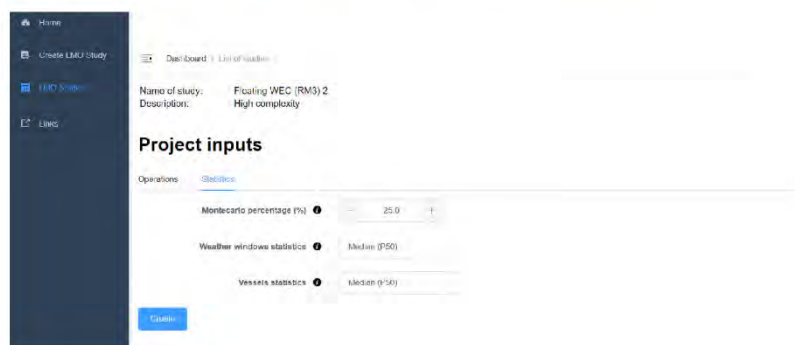 Home
Create LMO Study
LMO Studies
Links
Dashboard / List of studies
Name of study: Floating WEC (RM3) 2
Description: High complexity
Project inputs
Operations Statistics
Montecarlo percentage (%) − 25.0 +
Weather windows statistics Median (P50)
Vessels statistics Median (P50)